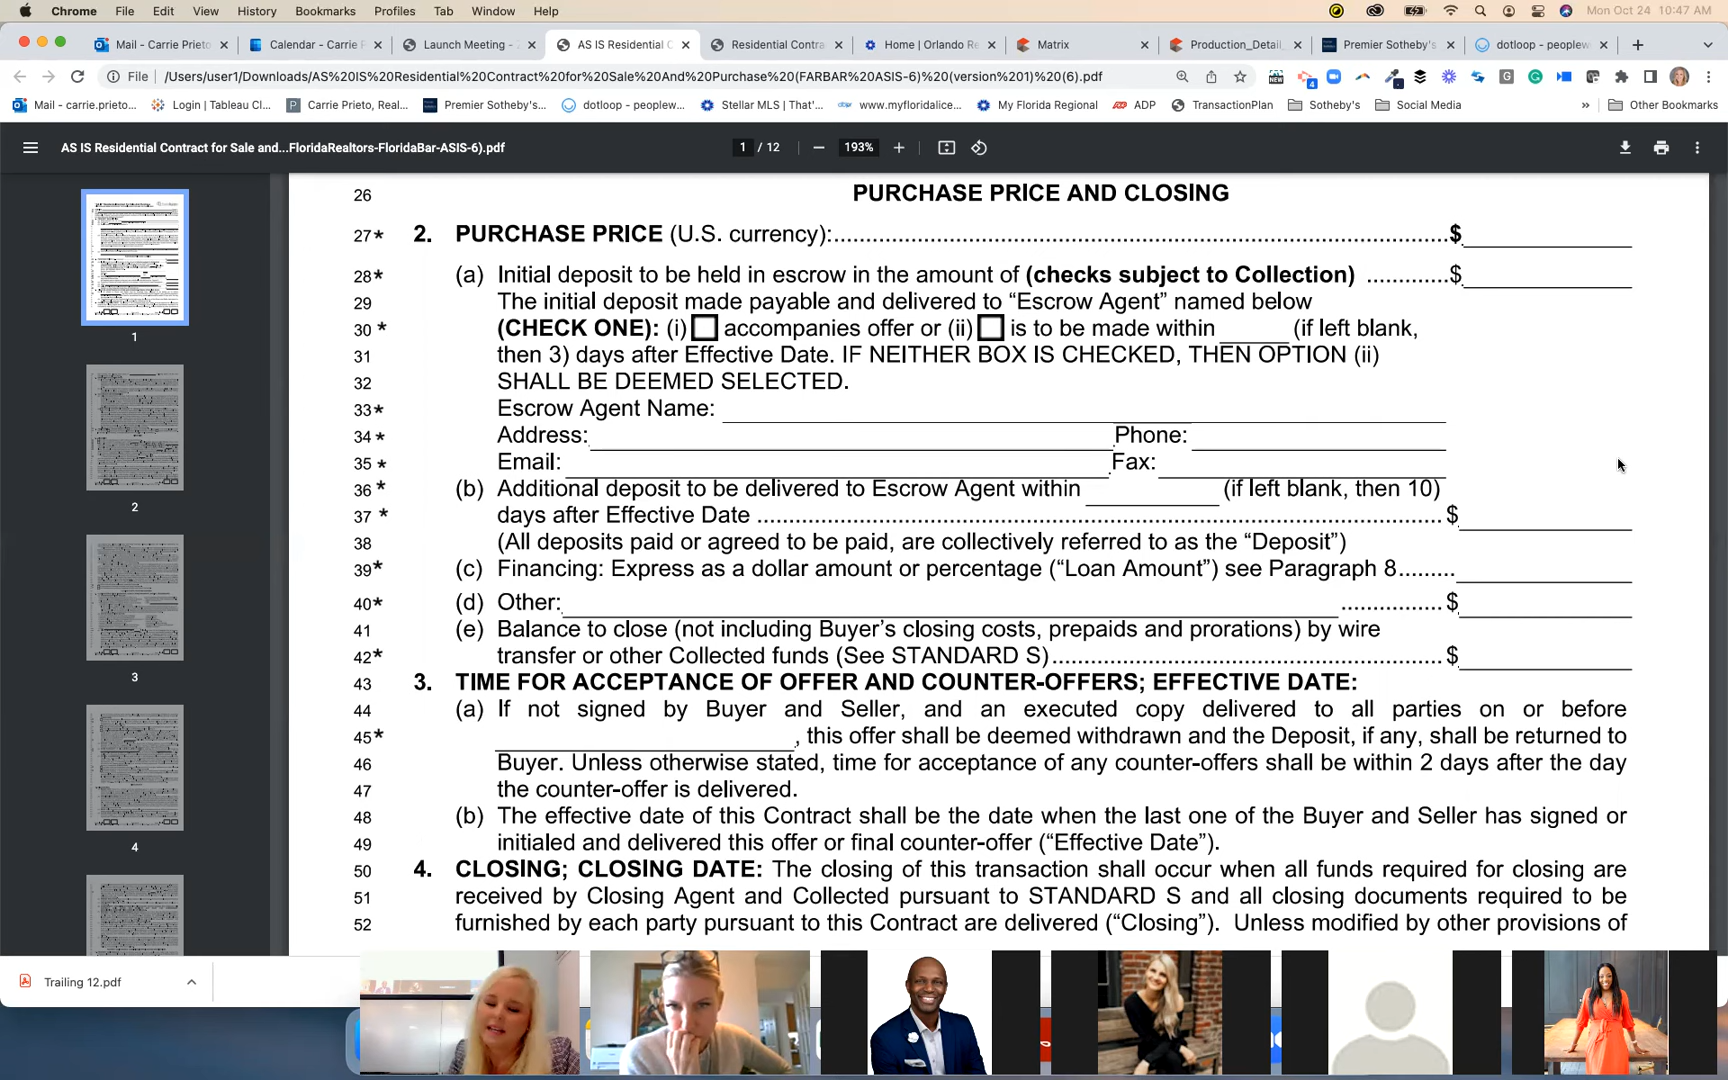 Chrome File Edit View History Bookmarks Profiles Tab Window Help Mon Oct 24 10:47 AM
Mail - Carrie Prieto Calendar - Carrie P Launch Meeting - Z AS IS Residential C Residential Contra Home | Orlando Re Matrix Production_Detail_ Premier Sotheby's dotloop - peoplew
File /Users/user1/Downloads/AS%20IS%20Residential%20Contract%20for%20Sale%20And%20Purchase%20(FARBAR%20ASIS-6)%20(version%201)%20(6).pdf
Mail - carrie.prieto... Login | Tableau Cl... Carrie Prieto, Real... Premier Sotheby's... dotloop - peoplew... Stellar MLS | That'... www.myfloridalice... My Florida Regional ADP TransactionPlan Sotheby's Social Media » Other Bookmarks
AS IS Residential Contract for Sale and...FloridaRealtors-FloridaBar-ASIS-6).pdf 1 / 12 193%
1
2
3
4
26 PURCHASE PRICE AND CLOSING
27* 2. PURCHASE PRICE (U.S. currency):..........$
28* (a) Initial deposit to be held in escrow in the amount of (checks subject to Collection) ..........$
29 The initial deposit made payable and delivered to “Escrow Agent” named below
30 * (CHECK ONE): (i) accompanies offer or (ii) is to be made within______ (if left blank,
31 then 3) days after Effective Date. IF NEITHER BOX IS CHECKED, THEN OPTION (ii)
32 SHALL BE DEEMED SELECTED.
33* Escrow Agent Name:
34 * Address: Phone:
35 * Email: Fax:
36 * (b) Additional deposit to be delivered to Escrow Agent within (if left blank, then 10)
37 * days after Effective Date ..........$
38 (All deposits paid or agreed to be paid, are collectively referred to as the “Deposit”)
39* (c) Financing: Express as a dollar amount or percentage (“Loan Amount”) see Paragraph 8.........
40* (d) Other: ..........$
41 (e) Balance to close (not including Buyer’s closing costs, prepaids and prorations) by wire
42* transfer or other Collected funds (See STANDARD S)..........$
43 3. TIME FOR ACCEPTANCE OF OFFER AND COUNTER-OFFERS; EFFECTIVE DATE:
44 (a) If not signed by Buyer and Seller, and an executed copy delivered to all parties on or before
45* , this offer shall be deemed withdrawn and the Deposit, if any, shall be returned to
46 Buyer. Unless otherwise stated, time for acceptance of any counter-offers shall be within 2 days after the day
47 the counter-offer is delivered.
48 (b) The effective date of this Contract shall be the date when the last one of the Buyer and Seller has signed or
49 initialed and delivered this offer or final counter-offer (“Effective Date”).
50 4. CLOSING; CLOSING DATE: The closing of this transaction shall occur when all funds required for closing are
51 received by Closing Agent and Collected pursuant to STANDARD S and all closing documents required to be
52 furnished by each party pursuant to this Contract are delivered (“Closing”). Unless modified by other provisions of
Trailing 12.pdf